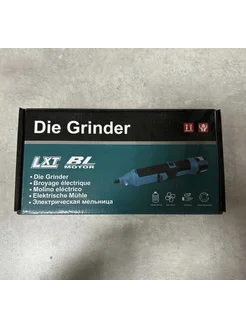 Die Grinder
LXT BL
MOTOR
• Die Grinder
• Broyage électrique
• Molino eléctrico
• Elektrische Mühle
• Электрическая мельница